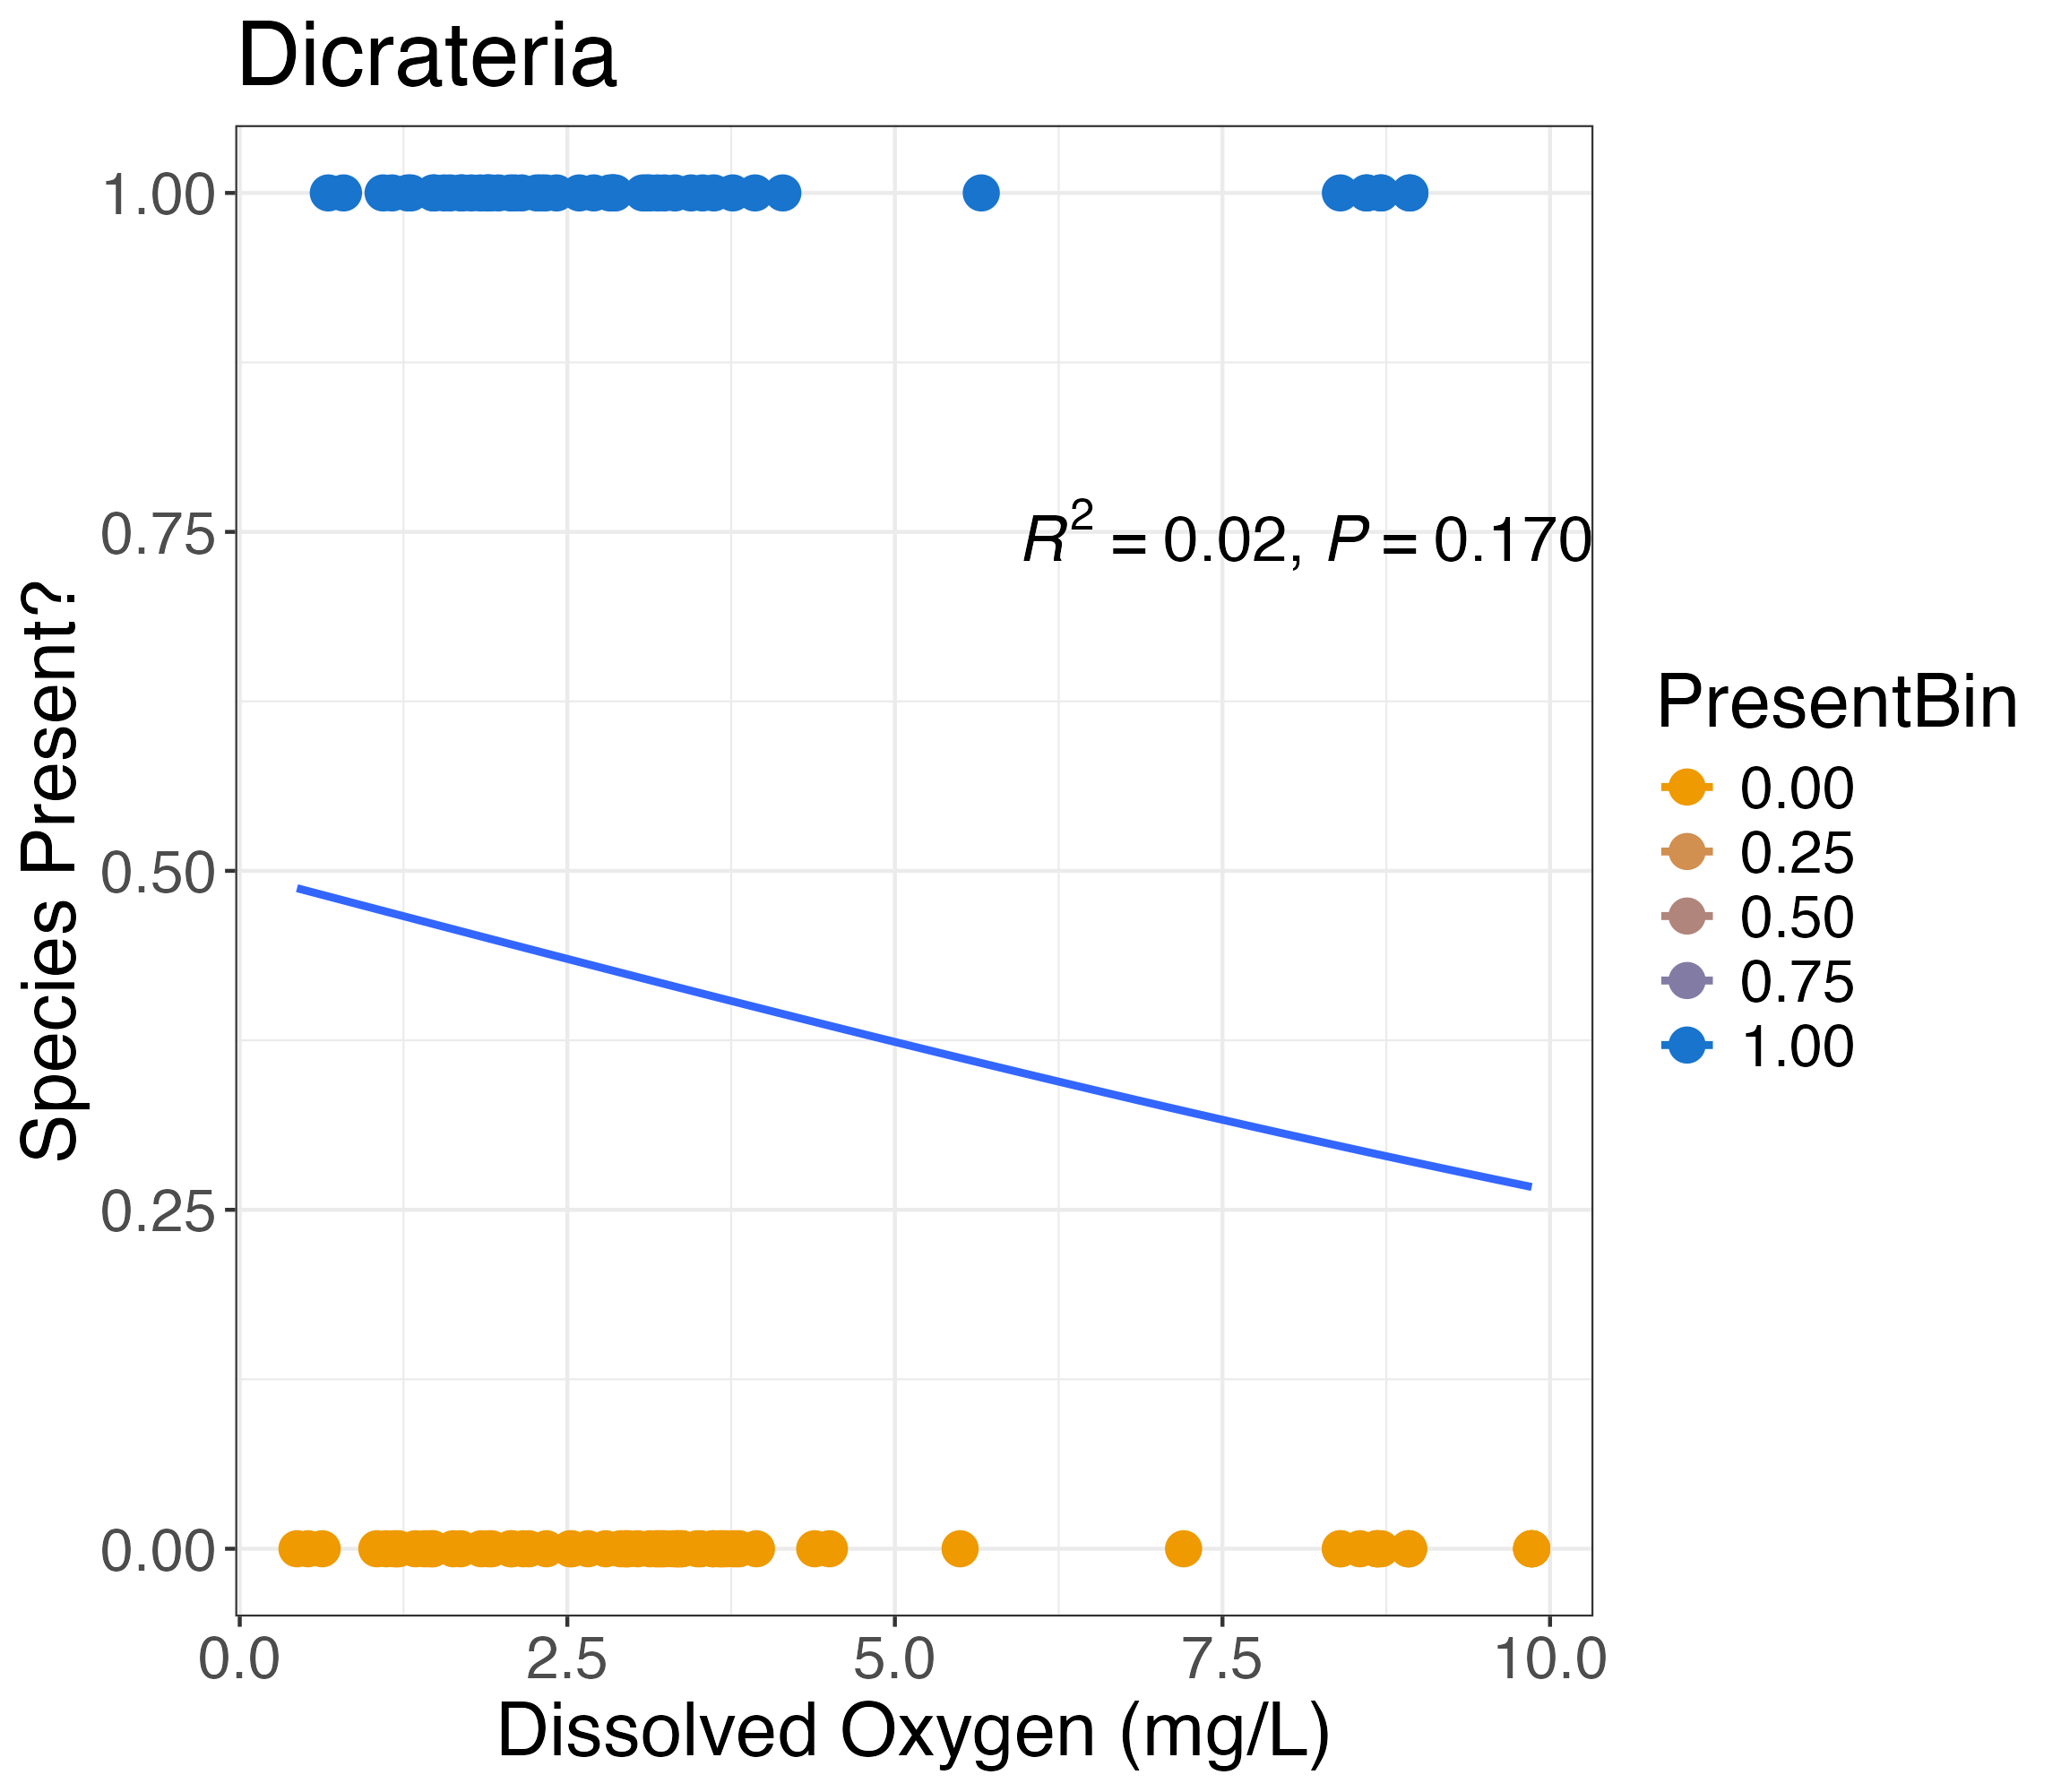 Dicrateria
1.00
0.75
0.50
0.25
0.00
Species Present?
R² = 0.02, P = 0.170
0.0 2.5 5.0 7.5 10.0
Dissolved Oxygen (mg/L)
PresentBin
0.00
0.25
0.50
0.75
1.00